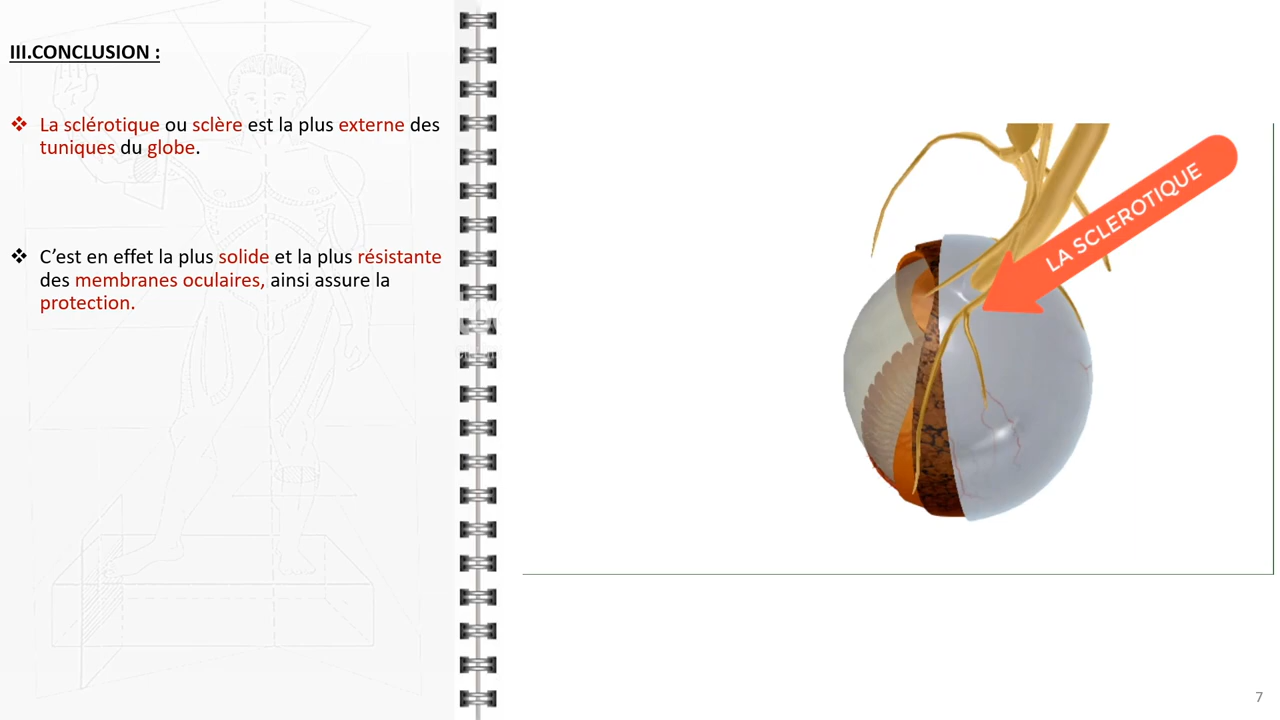 III.CONCLUSION :
❖ La sclérotique ou sclère est la plus externe des
tuniques du globe.
❖ C’est en effet la plus solide et la plus résistante
des membranes oculaires, ainsi assure la
protection.
LA SCLEROTIQUE
7